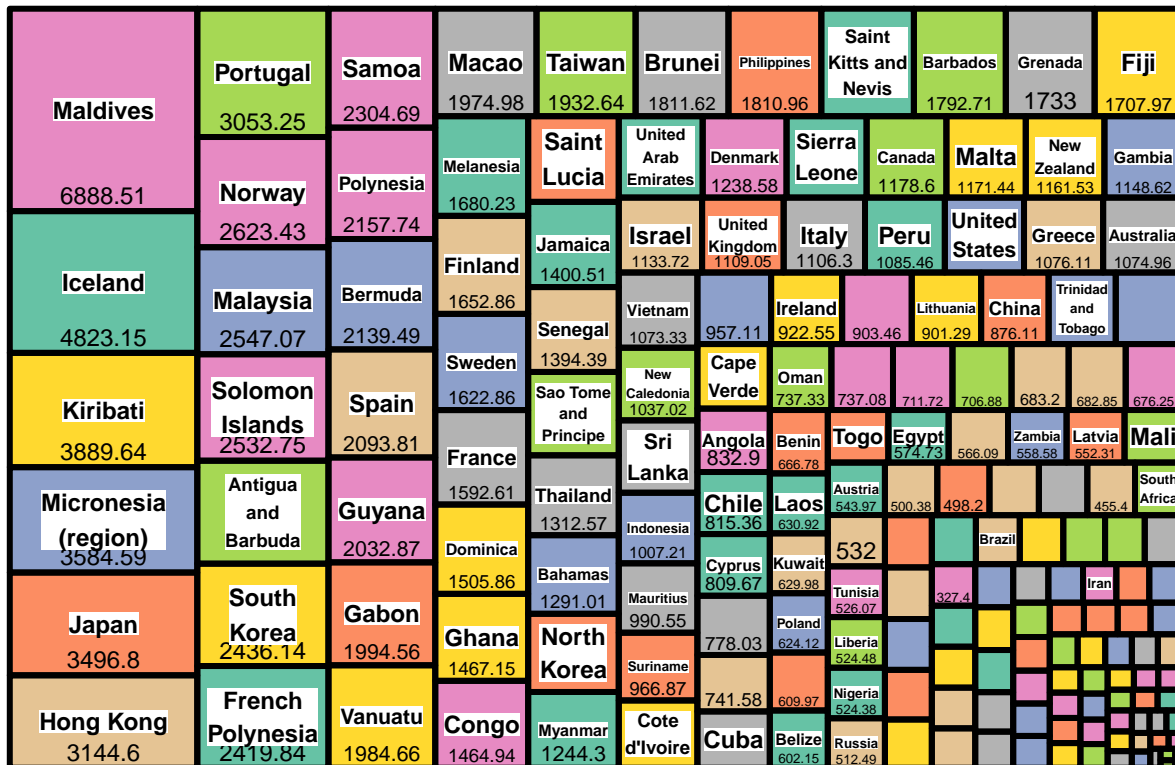 Maldives
6888.51
Iceland
4823.15
Kiribati
3889.64
Micronesia
(region)
3584.59
Japan
3496.8
Hong Kong
3144.6
Portugal
3053.25
Norway
2623.43
Malaysia
2547.07
Solomon
Islands
2532.75
Antigua
and
Barbuda
South
Korea
2436.14
French
Polynesia
2419.84
Samoa
2304.69
Polynesia
2157.74
Bermuda
2139.49
Spain
2093.81
Guyana
2032.87
Gabon
1994.56
Vanuatu
1984.66
Macao
1974.98
Taiwan
1932.64
Brunei
1811.62
Philippines
1810.96
Saint
Kitts and
Nevis
Barbados
1792.71
Grenada
1733
Fiji
1707.97
Melanesia
1680.23
Finland
1652.86
Sweden
1622.86
France
1592.61
Dominica
1505.86
Ghana
1467.15
Congo
1464.94
Saint
Lucia
Jamaica
1400.51
Senegal
1394.39
Sao Tome
and
Principe
Thailand
1312.57
Bahamas
1291.01
North
Korea
Myanmar
1244.3
United
Arab
Emirates
Denmark
1238.58
Sierra
Leone
Canada
1178.6
Malta
1171.44
New
Zealand
1161.53
Gambia
1148.62
Israel
1133.72
United
Kingdom
1109.05
Italy
1106.3
Peru
1085.46
United
States
Greece
1076.11
Australia
1074.96
Vietnam
1073.33
New
Caledonia
1037.02
Sri
Lanka
Indonesia
1007.21
Mauritius
990.55
Suriname
966.87
Cote
d'Ivoire
957.11
Ireland
922.55
903.46
Lithuania
901.29
China
876.11
Trinidad
and
Tobago
Cape
Verde
Angola
832.9
Chile
815.36
Cyprus
809.67
778.03
741.58
Cuba
Oman
737.33
737.08
711.72
706.88
683.2
682.85
676.25
Benin
666.78
Laos
630.92
Kuwait
629.98
Poland
624.12
609.97
Belize
602.15
Togo
Egypt
574.73
566.09
Zambia
558.58
Latvia
552.31
Mali
Austria
543.97
532
Tunisia
526.07
Liberia
524.48
Nigeria
524.38
Russia
512.49
500.38
498.2
455.4
South
Africa
Brazil
327.4
Iran